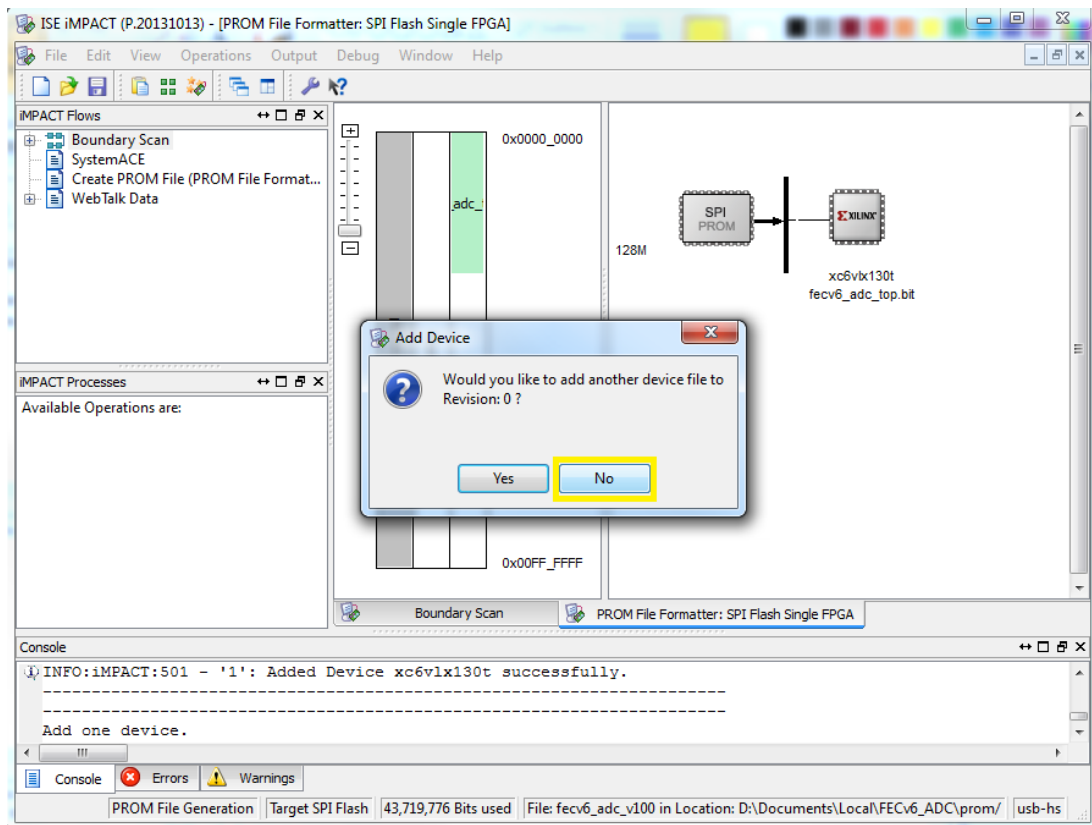 ISE iMPACT (P.20131013) - [PROM File Formatter: SPI Flash Single FPGA]
File Edit View Operations Output Debug Window Help
iMPACT Flows
Boundary Scan
SystemACE
Create PROM File (PROM File Format...
WebTalk Data
iMPACT Processes
Available Operations are:
0x0000_0000
_adc_
128M
0x00FF_FFFF
SPI
PROM
XILINX
xc6vlx130t
fecv6_adc_top.bit
Add Device
Would you like to add another device file to
Revision: 0 ?
Yes No
Boundary Scan PROM File Formatter: SPI Flash Single FPGA
Console
INFO:iMPACT:501 - '1': Added Device xc6vlx130t successfully.
----------------------------------------------------------------------
----------------------------------------------------------------------
Add one device.
Console Errors Warnings
PROM File Generation Target SPI Flash 43,719,776 Bits used File: fecv6_adc_v100 in Location: D:\Documents\Local\FECv6_ADC\prom/ usb-hs